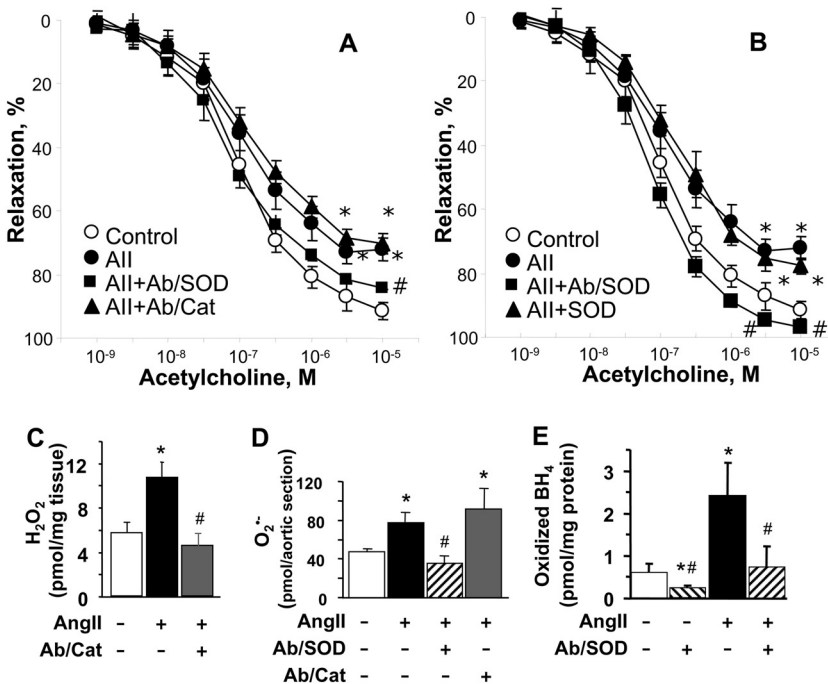 A
Relaxation, %
0
20
40
60
80
100
Control
AII
AII+Ab/SOD
AII+Ab/Cat
* *
* *
#
10⁻⁹ 10⁻⁸ 10⁻⁷ 10⁻⁶ 10⁻⁵
Acetylcholine, M
B
Relaxation, %
0
20
40
60
80
100
Control
AII
AII+Ab/SOD
AII+SOD
* *
* *
# #
10⁻⁹ 10⁻⁸ 10⁻⁷ 10⁻⁶ 10⁻⁵
Acetylcholine, M
C
H₂O₂
(pmol/mg tissue)
12
8
4
0
*
#
AngII - + +
Ab/Cat - - +
D
O₂•-
(pmol/aortic section)
120
80
40
0
*
#
*
AngII - + + +
Ab/SOD - - + -
Ab/Cat - - - +
E
Oxidized BH₄
(pmol/mg protein)
3
2
1
0
*#
*
#
AngII - - + +
Ab/SOD - + - +